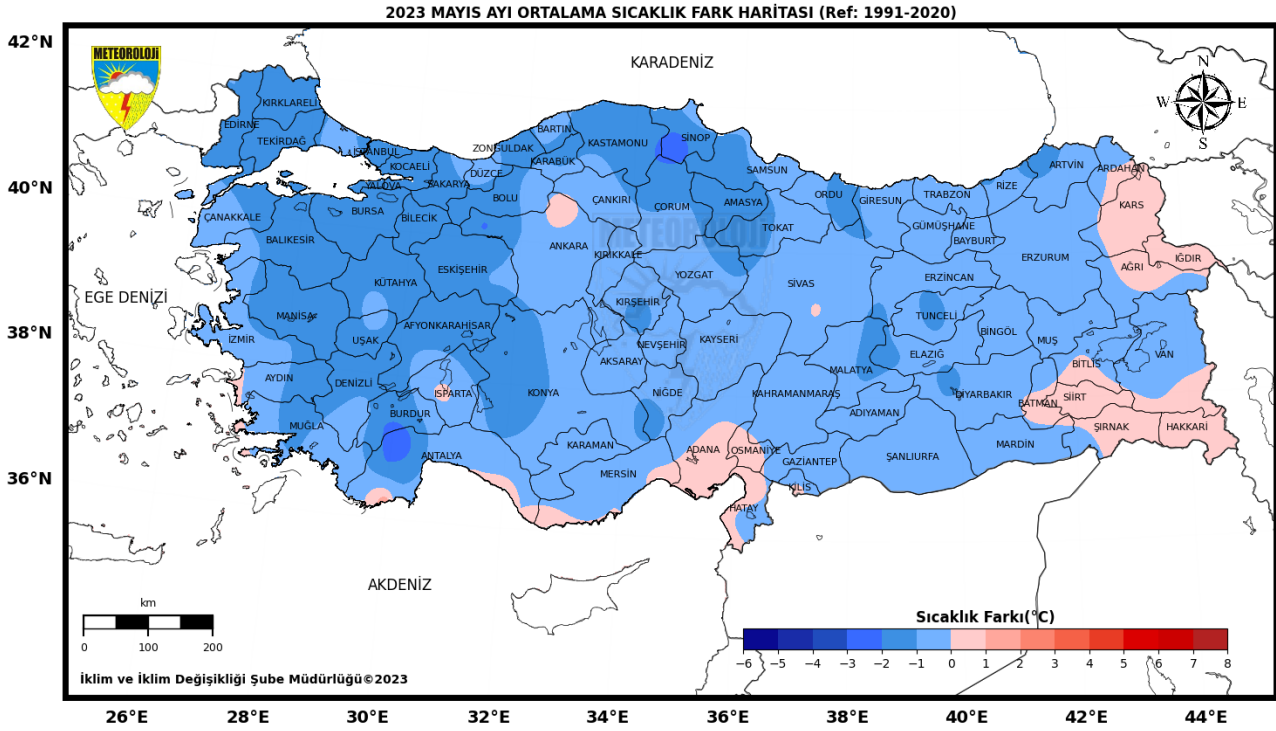 2023 MAYIS AYI ORTALAMA SICAKLIK FARK HARİTASI (Ref: 1991-2020)
42°N
40°N
38°N
36°N
METEOROLOJİ
KARADENİZ
N
W E
S
KIRKLARELİ
EDİRNE
TEKİRDAĞ
İSTANBUL
KOCAELİ
YALOVA
SAKARYA
DÜZCE
ZONGULDAK
BARTIN
KARABÜK
KASTAMONU
SİNOP
SAMSUN
ORDU
GİRESUN
TRABZON
RİZE
ARTVİN
ARDAHAN
ÇANAKKALE
BURSA
BİLECİK
BOLU
ÇANKIRI
ÇORUM
AMASYA
TOKAT
GÜMÜŞHANE
BAYBURT
KARS
BALIKESİR
ESKİŞEHİR
ANKARA
KIRIKKALE
METEOROLOJİ
YOZGAT
SİVAS
ERZİNCAN
ERZURUM
AĞRI
IĞDIR
EGE DENİZİ
KÜTAHYA
MANİSA
İZMİR
UŞAK
AFYONKARAHİSAR
KIRŞEHİR
NEVŞEHİR
KAYSERİ
AKSARAY
TUNCELİ
BİNGÖL
ELAZIĞ
MUŞ
BİTLİS
VAN
AYDIN
DENİZLİ
ISPARTA
BURDUR
KONYA
NİĞDE
KAHRAMANMARAŞ
MALATYA
ADIYAMAN
DİYARBAKIR
BATMAN
SİİRT
ŞIRNAK
HAKKARİ
MUĞLA
ANTALYA
KARAMAN
MERSİN
ADANA
OSMANİYE
GAZİANTEP
KİLİS
HATAY
ŞANLIURFA
MARDİN
AKDENİZ
km
0 100 200
Sıcaklık Farkı(°C)
−6 −5 −4 −3 −2 −1 0 1 2 3 4 5 6 7 8
İklim ve İklim Değişikliği Şube Müdürlüğü©2023
26°E 28°E 30°E 32°E 34°E 36°E 38°E 40°E 42°E 44°E